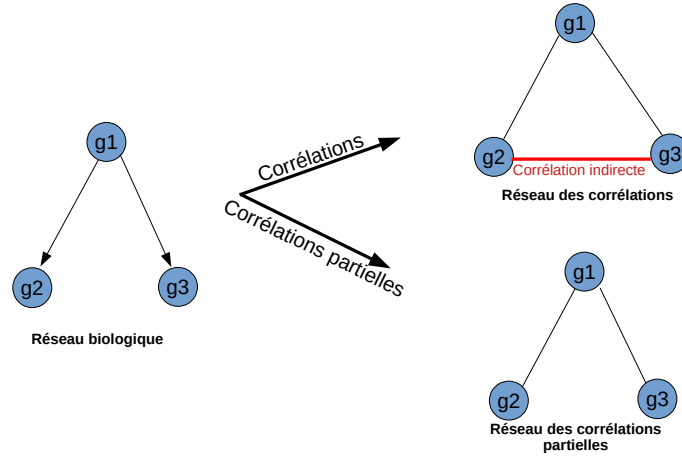 g1
g2
g3
Réseau biologique
Corrélations
Corrélations partielles
g1
g2
g3
Corrélation indirecte
Réseau des corrélations
g1
g2
g3
Réseau des corrélations
partielles